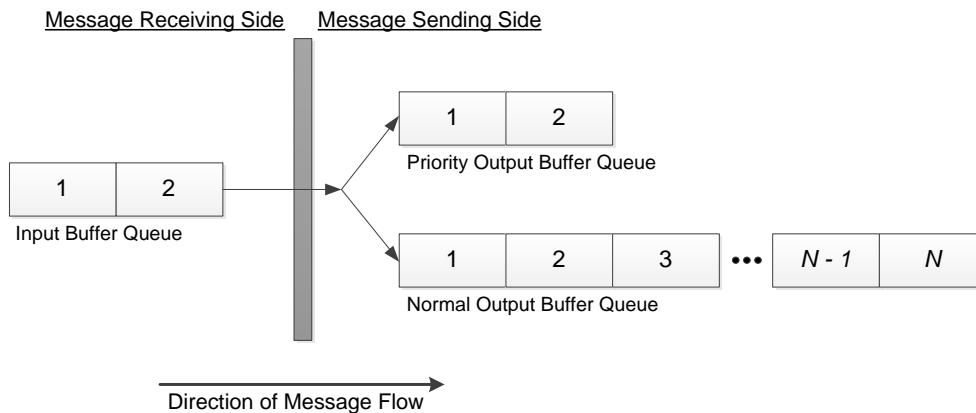 Message Receiving Side
Message Sending Side
1 2
Priority Output Buffer Queue
1 2
Input Buffer Queue
1 2 3 ••• N - 1 N
Normal Output Buffer Queue
Direction of Message Flow